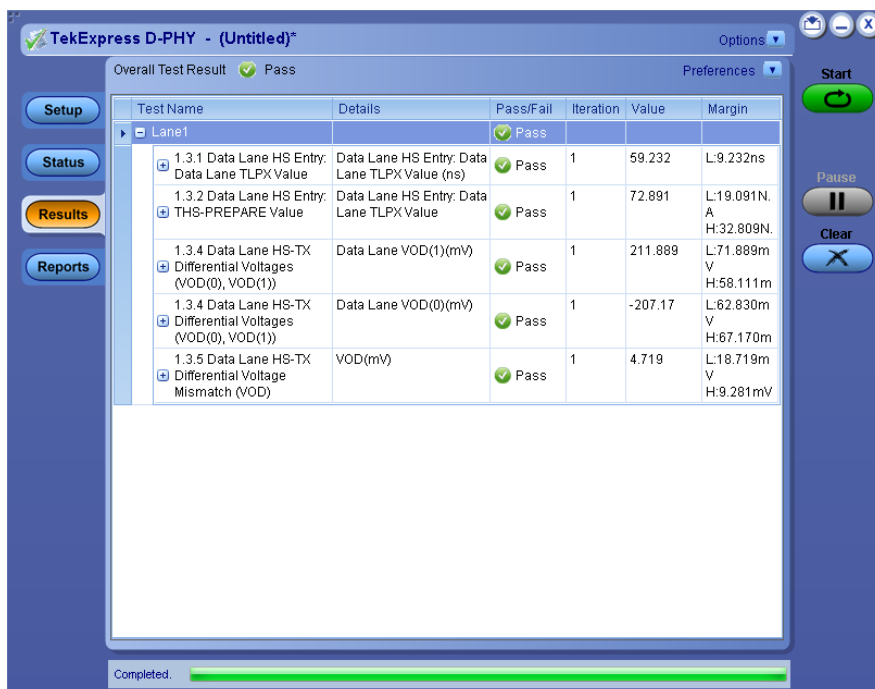 TekExpress D-PHY - (Untitled)*
Options
Overall Test Result Pass
Preferences
Start
Setup
Status
Results
Reports
Pause
Clear
Test Name Details Pass/Fail Iteration Value Margin
Lane1 Pass
1.3.1 Data Lane HS Entry: Data Lane HS Entry: Data 1 59.232 L:9.232ns
Data Lane TLPX Value Lane TLPX Value (ns) Pass
1.3.2 Data Lane HS Entry: Data Lane HS Entry: Data 1 72.891 L:19.091N.
THS-PREPARE Value Lane TLPX Value Pass A
H:32.809N.
1.3.4 Data Lane HS-TX Data Lane VOD(1)(mV) 1 211.889 L:71.889m
Differential Voltages Pass V
(VOD(0), VOD(1)) H:58.111m
1.3.4 Data Lane HS-TX Data Lane VOD(0)(mV) 1 -207.17 L:62.830m
Differential Voltages Pass V
(VOD(0), VOD(1)) H:67.170m
1.3.5 Data Lane HS-TX VOD(mV) 1 4.719 L:18.719m
Differential Voltage Pass V
Mismatch (VOD) H:9.281mV
Completed.